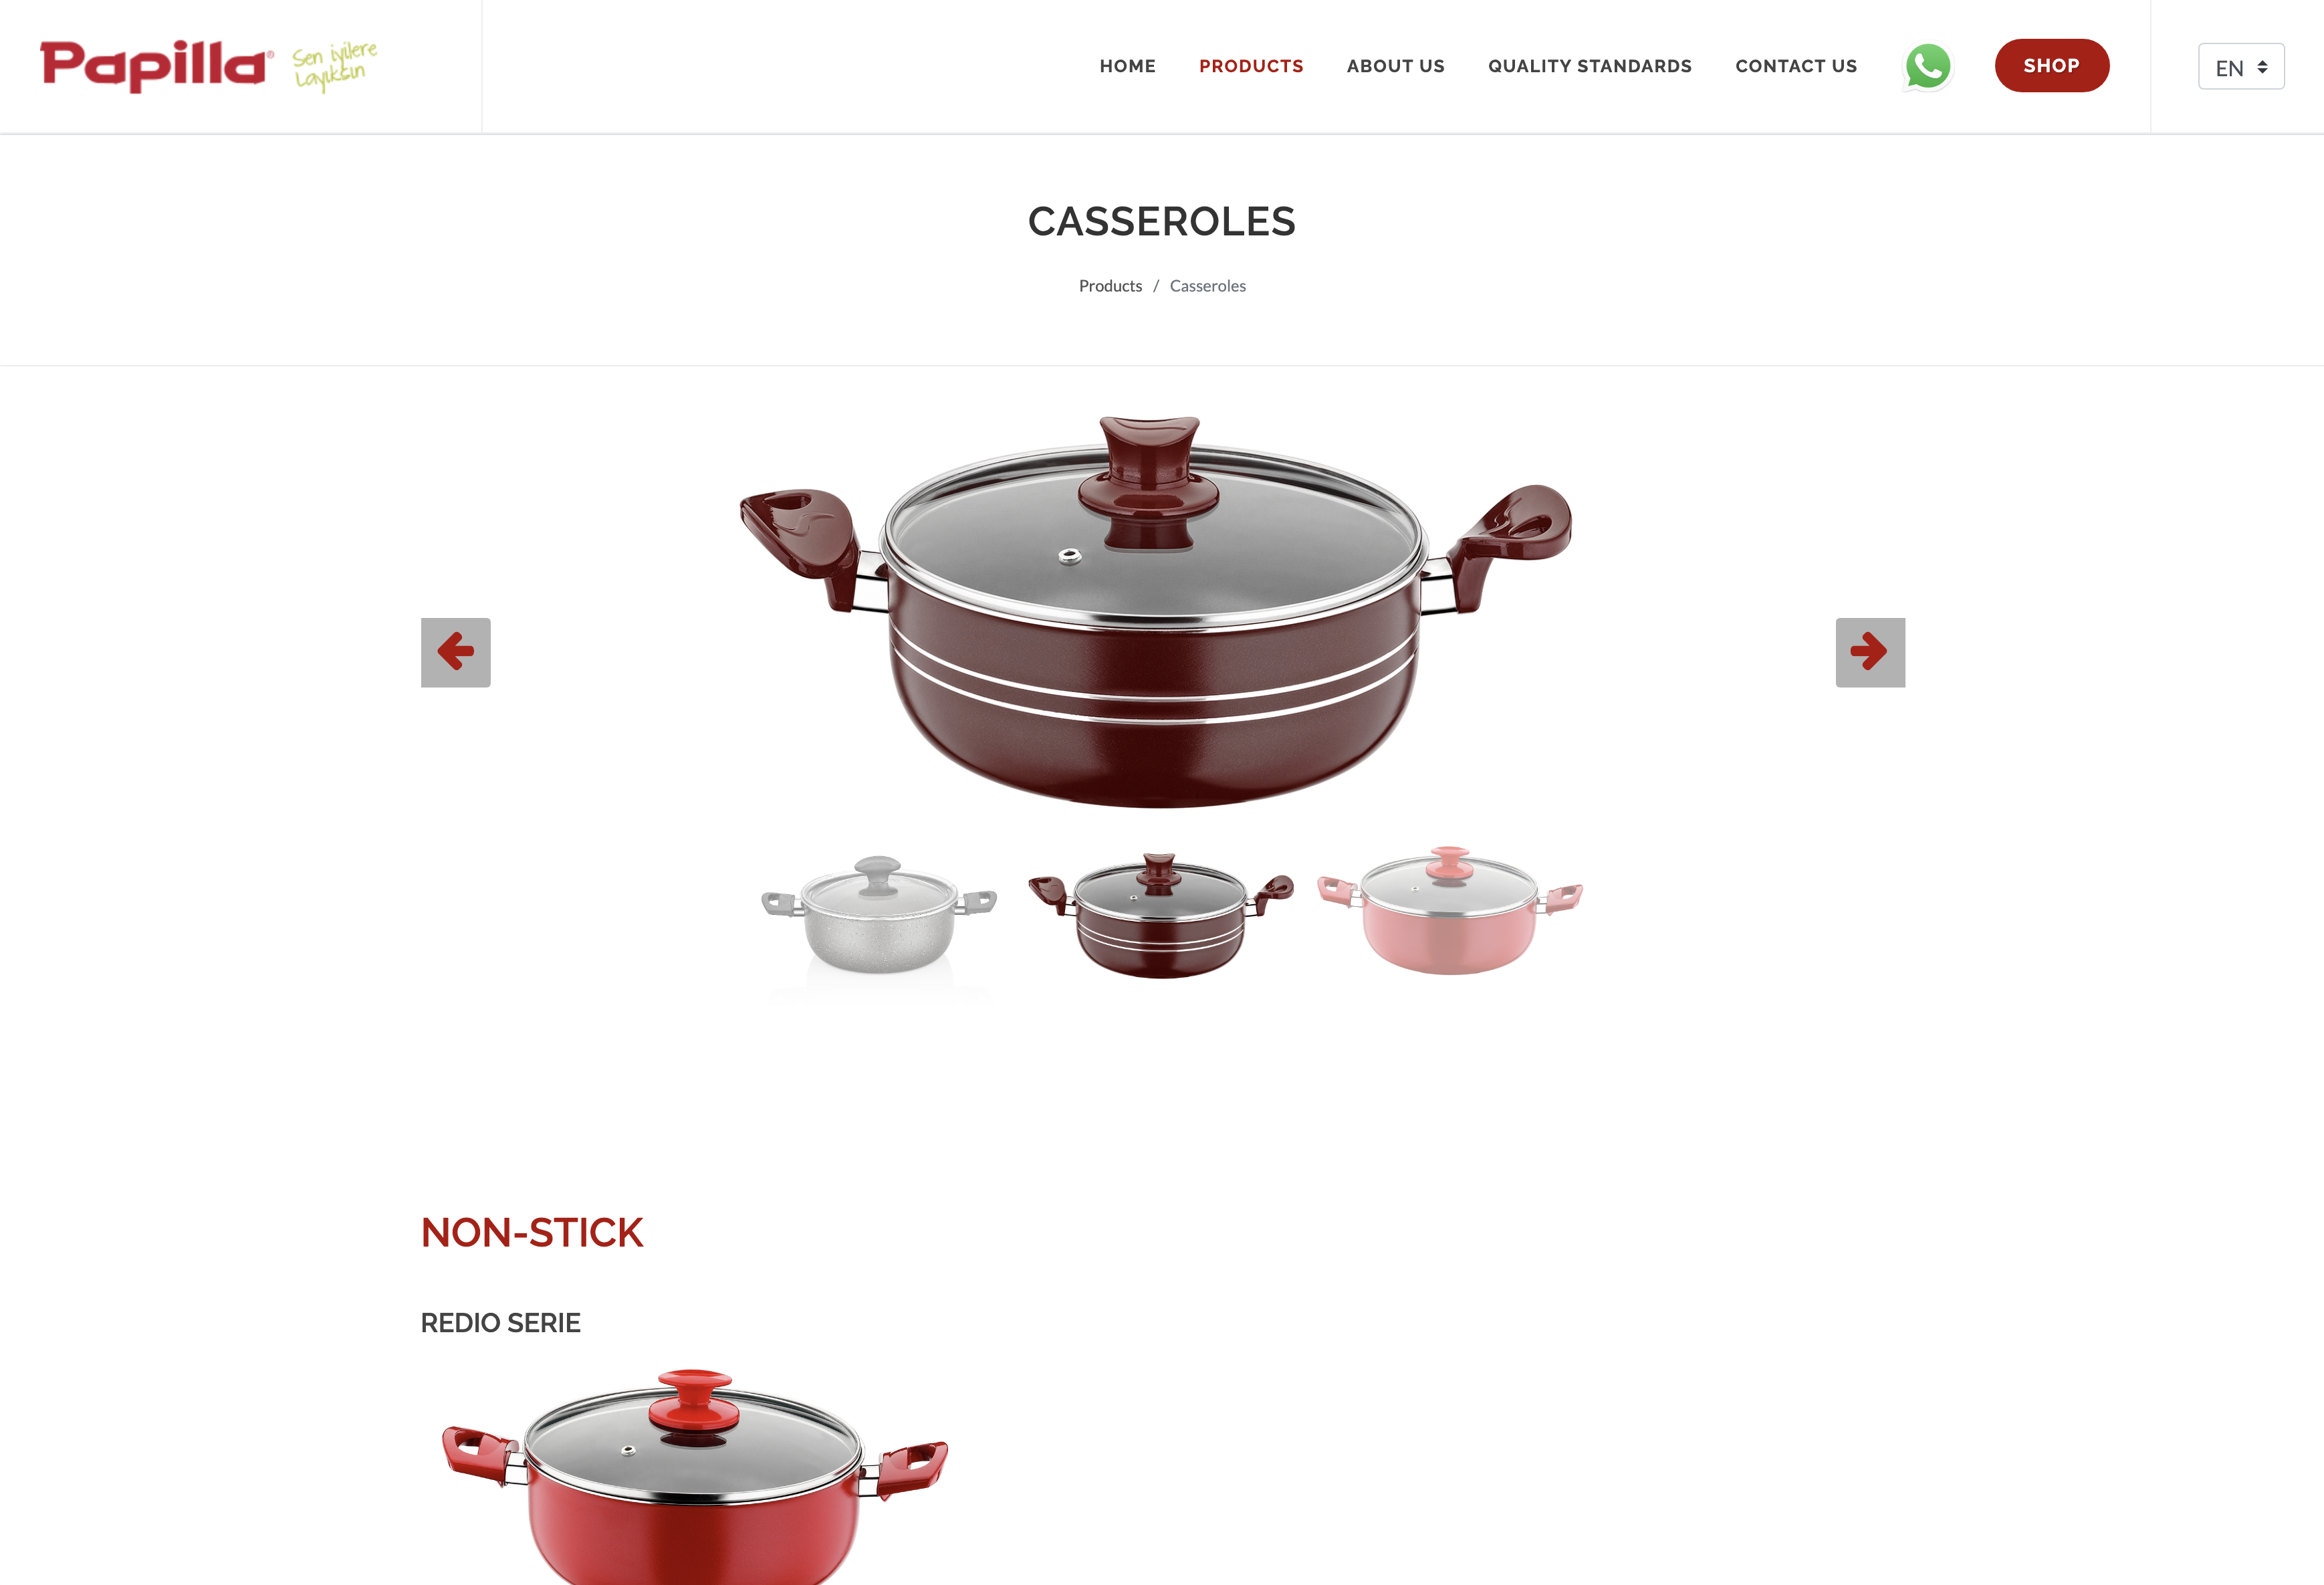 Papilla®
Sen iyilere
Layıksın
HOME
PRODUCTS
ABOUT US
QUALITY STANDARDS
CONTACT US
SHOP
EN
CASSEROLES
Products / Casseroles
NON-STICK
REDIO SERIE